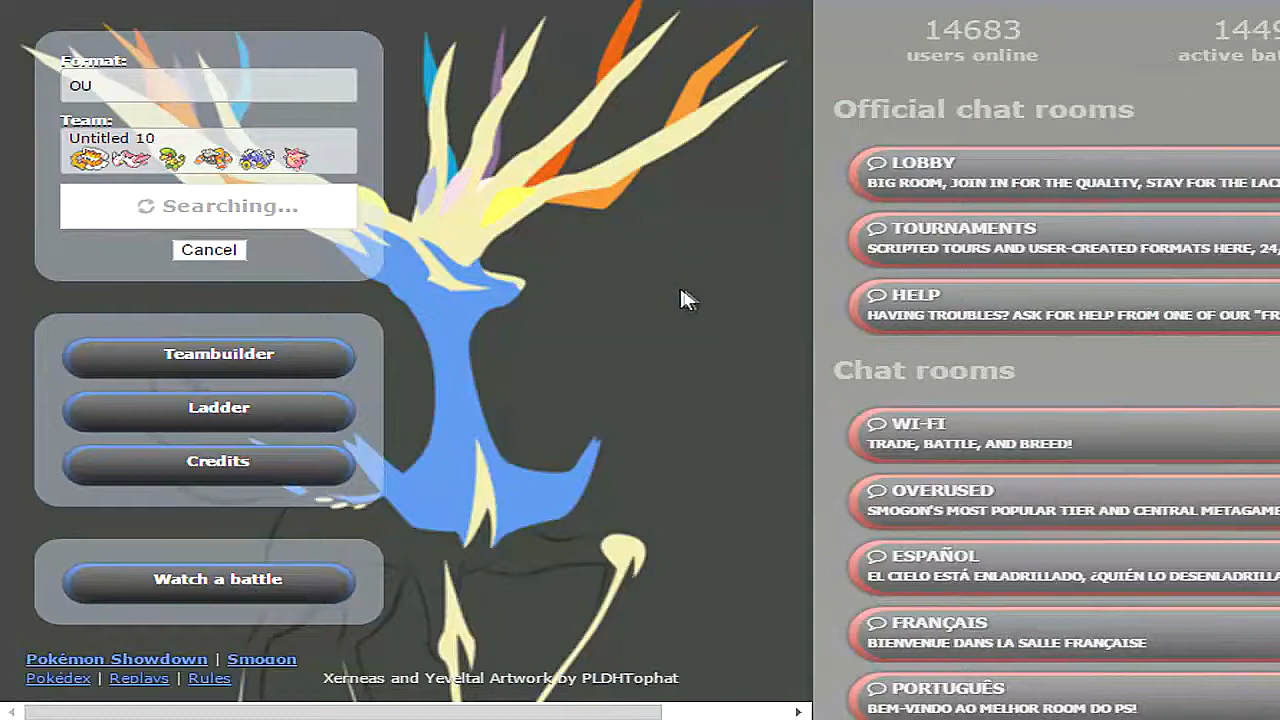 Format:
OU
Team:
Untitled 10
Searching...
Cancel
Teambuilder
Ladder
Credits
Watch a battle
Pokémon Showdown | Smogon
Pokédex | Replays | Rules
Xerneas and Yeveltal Artwork by PLDHTophat
14683
users online
1449
active bat
Official chat rooms
LOBBY
BIG ROOM, JOIN IN FOR THE QUALITY, STAY FOR THE LAC
TOURNAMENTS
SCRIPTED TOURS AND USER-CREATED FORMATS HERE, 24/
HELP
HAVING TROUBLES? ASK FOR HELP FROM ONE OF OUR "FR
Chat rooms
WI-FI
TRADE, BATTLE, AND BREED!
OVERUSED
SMOGON'S MOST POPULAR TIER AND CENTRAL METAGAME
ESPAÑOL
EL CIELO ESTÁ ENLADRILLADO, ¿QUIÉN LO DESENLADRILLA
FRANÇAIS
BIENVENUE DANS LA SALLE FRANÇAISE
PORTUGUÊS
BEM-VINDO AO MELHOR ROOM DO PS!